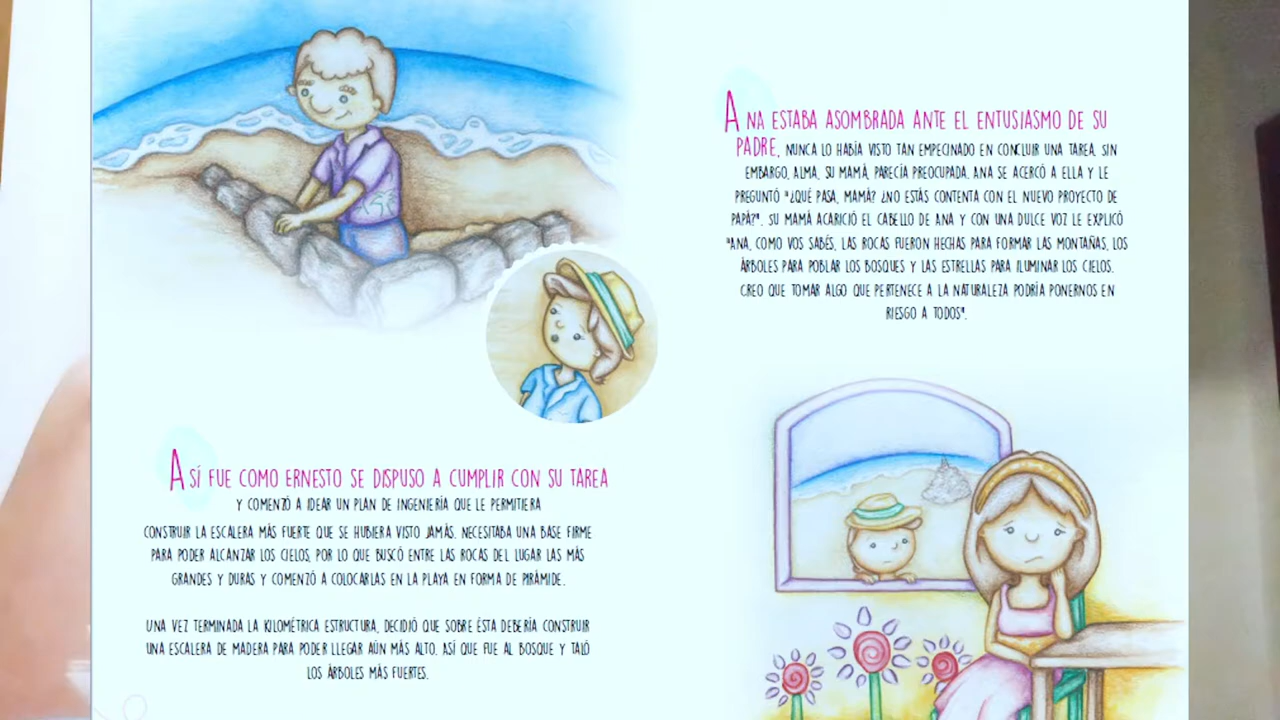 ASÍ FUE COMO ERNESTO SE DISPUSO A CUMPLIR CON SU TAREA
Y COMENZÓ A IDEAR UN PLAN DE INGENIERÍA QUE LE PERMITIERA
CONSTRUIR LA ESCALERA MÁS FUERTE QUE SE HUBIERA VISTO JAMÁS. NECESITABA UNA BASE FIRME
PARA PODER ALCANZAR LOS CIELOS, POR LO QUE BUSCÓ ENTRE LAS ROCAS DEL LUGAR LAS MÁS
GRANDES Y DURAS Y COMENZÓ A COLOCARLAS EN LA PLAYA EN FORMA DE PIRÁMIDE.
UNA VEZ TERMINADA LA KILOMÉTRICA ESTRUCTURA, DECIDIÓ QUE SOBRE ÉSTA DEBERÍA CONSTRUIR
UNA ESCALERA DE MADERA PARA PODER LLEGAR AÚN MÁS ALTO. ASÍ QUE FUE AL BOSQUE Y TALÓ
LOS ÁRBOLES MÁS FUERTES.
ANA ESTABA ASOMBRADA ANTE EL ENTUSIASMO DE SU
PADRE, NUNCA LO HABÍA VISTO TAN EMPECINADO EN CONCLUIR UNA TAREA. SIN
EMBARGO, ALMA, SU MAMÁ, PARECÍA PREOCUPADA. ANA SE ACERCÓ A ELLA Y LE
PREGUNTÓ "¿QUÉ PASA, MAMÁ? ¿NO ESTÁS CONTENTA CON EL NUEVO PROYECTO DE
PAPÁ?". SU MAMÁ ACARICIÓ EL CABELLO DE ANA Y CON UNA DULCE VOZ LE EXPLICÓ
"ANA, COMO VOS SABÉS, LAS ROCAS FUERON HECHAS PARA FORMAR LAS MONTAÑAS, LOS
ÁRBOLES PARA POBLAR LOS BOSQUES Y LAS ESTRELLAS PARA ILUMINAR LOS CIELOS.
CREO QUE TOMAR ALGO QUE PERTENECE A LA NATURALEZA PODRÍA PONERNOS EN
RIESGO A TODOS".